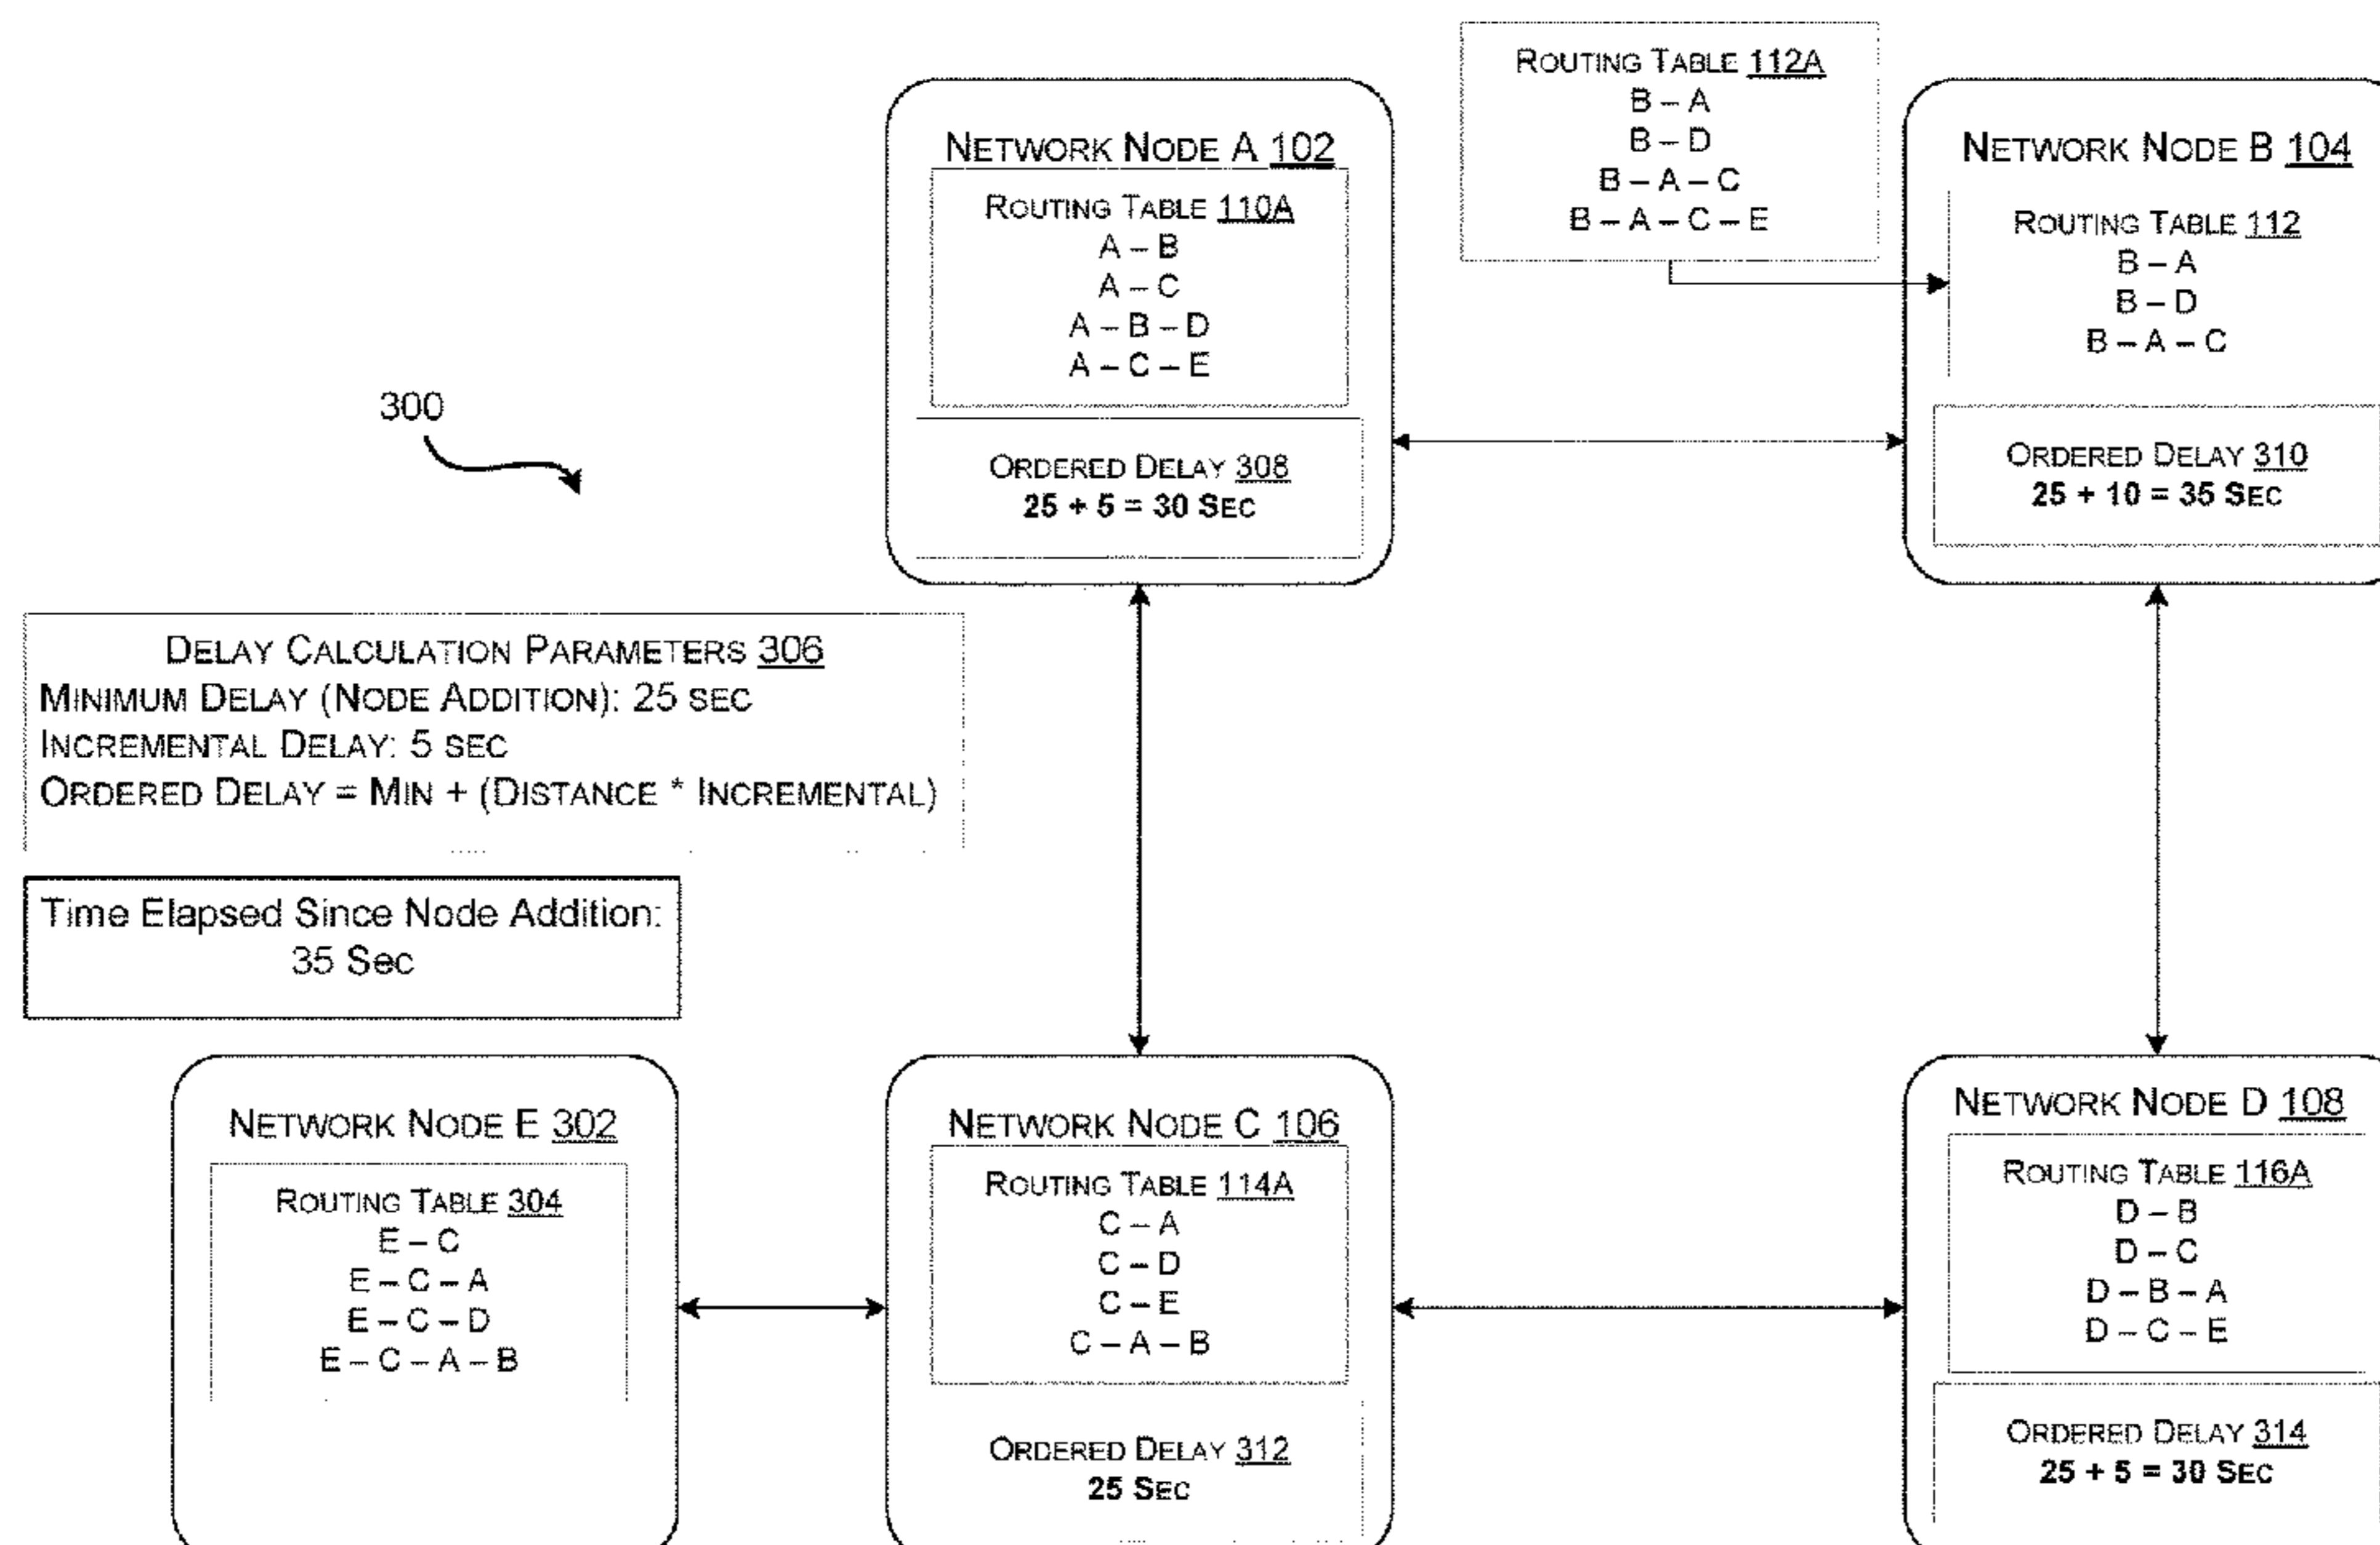 ROUTING TABLE 112A
B – A
B – D
B – A – C
B – A – C – E
NETWORK NODE A 102
ROUTING TABLE 110A
A – B
A – C
A – B – D
A – C – E
ORDERED DELAY 308
25 + 5 = 30 SEC
NETWORK NODE B 104
ROUTING TABLE 112
B – A
B – D
B – A – C
ORDERED DELAY 310
25 + 10 = 35 SEC
300
DELAY CALCULATION PARAMETERS 306
MINIMUM DELAY (NODE ADDITION): 25 SEC
INCREMENTAL DELAY: 5 SEC
ORDERED DELAY = MIN + (DISTANCE * INCREMENTAL)
Time Elapsed Since Node Addition:
35 Sec
NETWORK NODE E 302
ROUTING TABLE 304
E – C
E – C – A
E – C – D
E – C – A – B
NETWORK NODE C 106
ROUTING TABLE 114A
C – A
C – D
C – E
C – A – B
ORDERED DELAY 312
25 SEC
NETWORK NODE D 108
ROUTING TABLE 116A
D – B
D – C
D – B – A
D – C – E
ORDERED DELAY 314
25 + 5 = 30 SEC